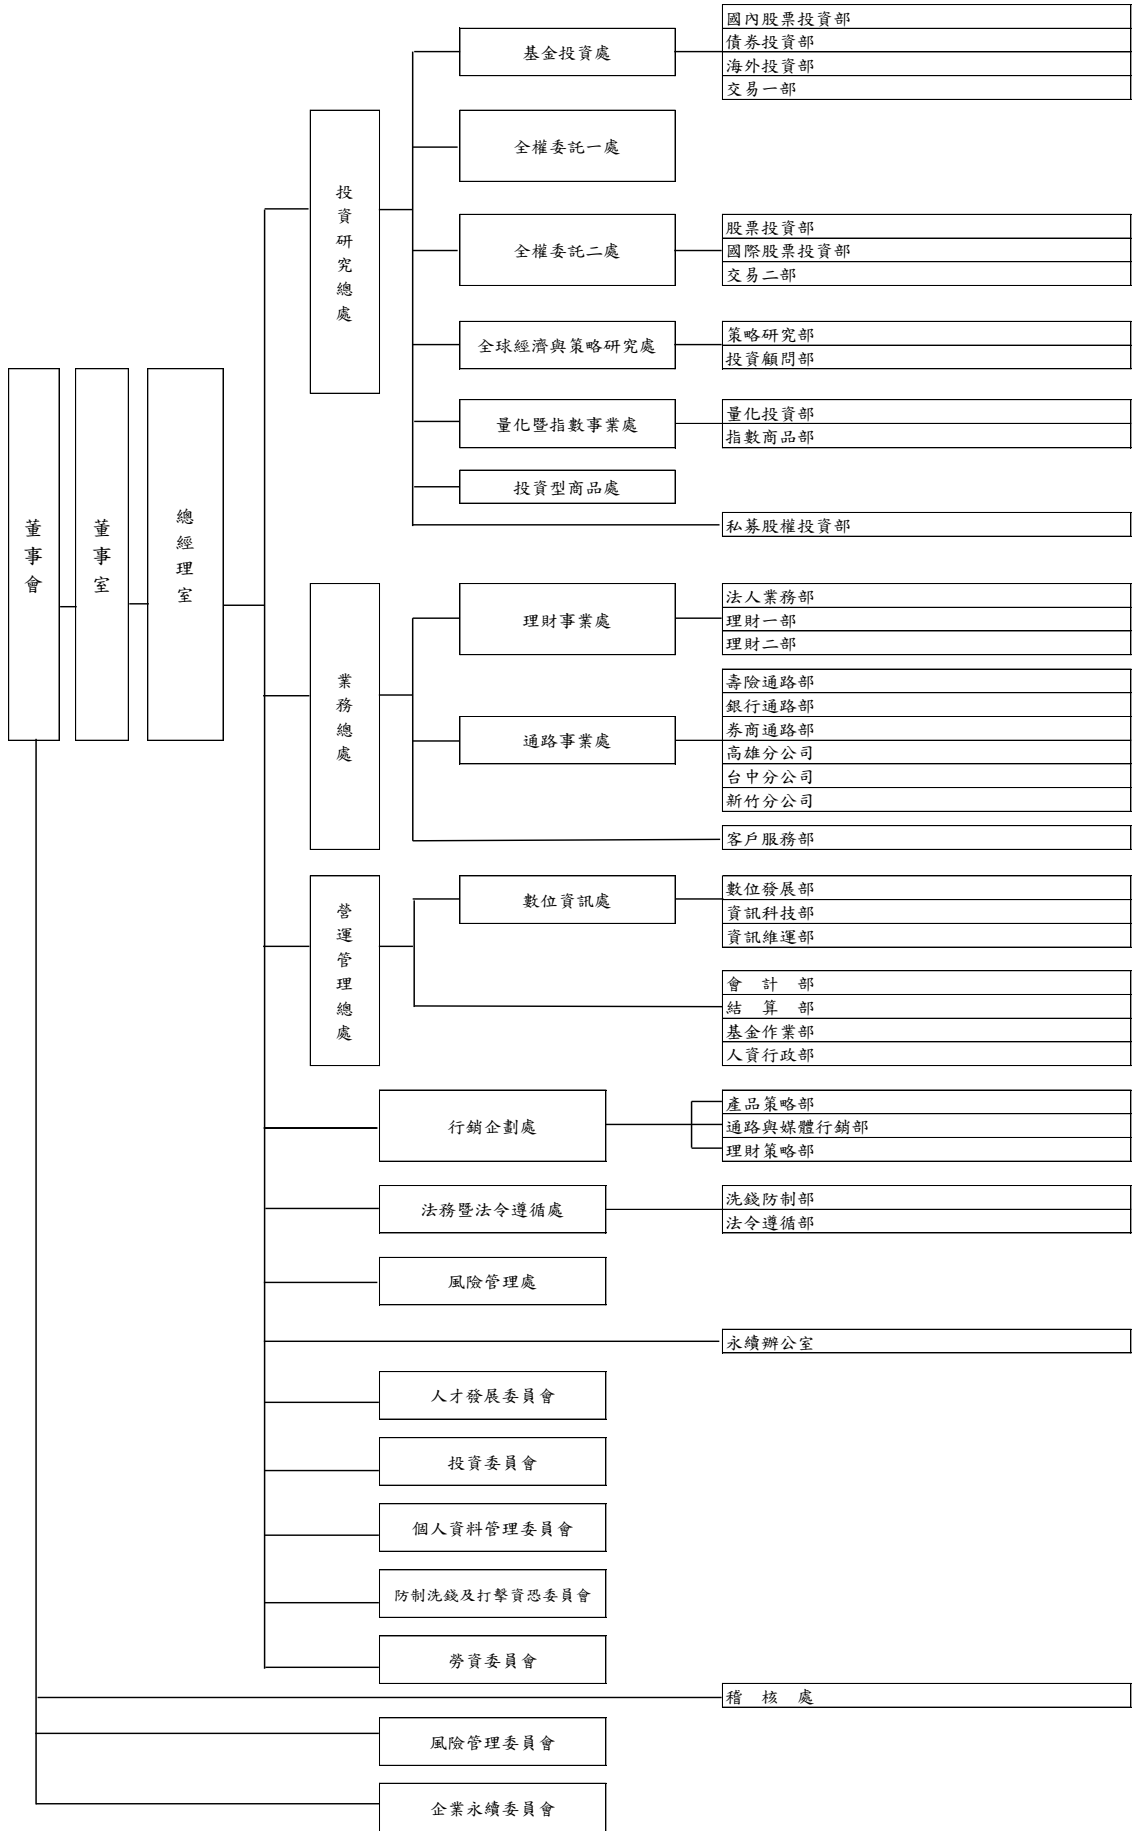 董事會
董事室
總經理室
投資研究總處
基金投資處
國內股票投資部
債券投資部
海外投資部
交易一部
全權委託一處
全權委託二處
股票投資部
國際股票投資部
交易二部
全球經濟與策略研究處
策略研究部
投資顧問部
量化暨指數事業處
量化投資部
指數商品部
投資型商品處
私募股權投資部
業務總處
理財事業處
法人業務部
理財一部
理財二部
通路事業處
壽險通路部
銀行通路部
券商通路部
高雄分公司
台中分公司
新竹分公司
客戶服務部
營運管理總處
數位資訊處
數位發展部
資訊科技部
資訊維運部
會 計 部
結 算 部
基金作業部
人資行政部
行銷企劃處
產品策略部
通路與媒體行銷部
理財策略部
法務暨法令遵循處
洗錢防制部
法令遵循部
風險管理處
永續辦公室
人才發展委員會
投資委員會
個人資料管理委員會
防制洗錢及打擊資恐委員會
勞資委員會
稽 核 處
風險管理委員會
企業永續委員會